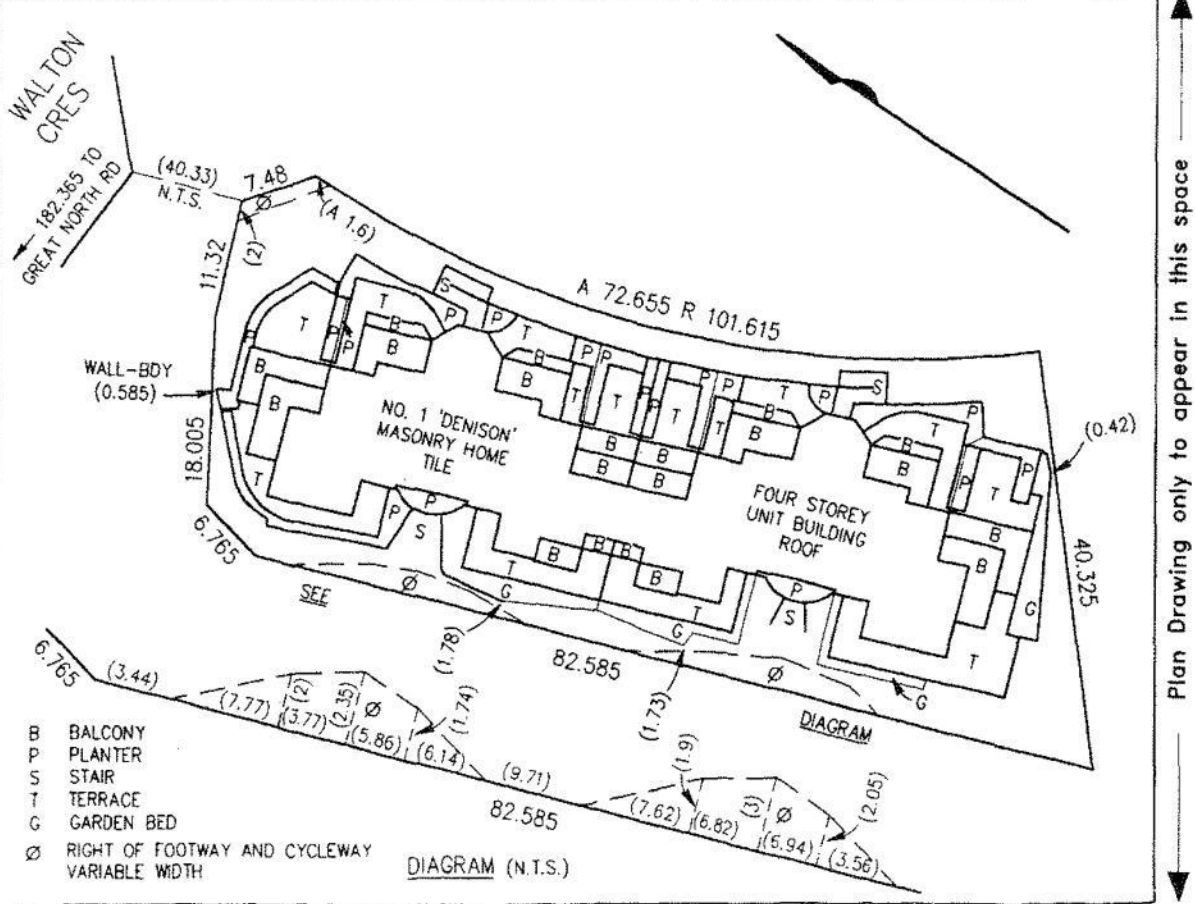 WALTON
CRES
182.365 TO
GREAT NORTH RD
(40.33)
N.T.S.
7.48
Ø
(A 1.6)
(2)
11.32
A 72.655 R 101.615
WALL-BDY
(0.585)
18.005
6.765
NO. 1 'DENISON'
MASONRY HOME
TILE
FOUR STOREY
UNIT BUILDING
ROOF
(0.42)
40.325
S
P
T
B
B
P
P
P
T
B
B
T
P
S
P
T
B
B
P
P
T
T
P
P
T
P
P
T
B
B
P
S
P
T
B
B
P
P
T
B
B
B
B
B
B
G
T
P
P
S
T
B
B
B
B
G
G
T
P
S
T
G
Ø
Ø
SEE
(1.78)
82.585
(1.73)
DIAGRAM
6.765
(3.44)
(7.77)
(2)
(3.77)
(2.35)
Ø
(5.86)
(1.74)
(6.14)
(9.71)
82.585
(7.62)
(1.9)
(6.82)
(3)
Ø
(5.94)
(2.05)
(3.56)
B BALCONY
P PLANTER
S STAIR
T TERRACE
G GARDEN BED
Ø RIGHT OF FOOTWAY AND CYCLEWAY
VARIABLE WIDTH
DIAGRAM (N.T.S.)
Plan Drawing only to appear in this space